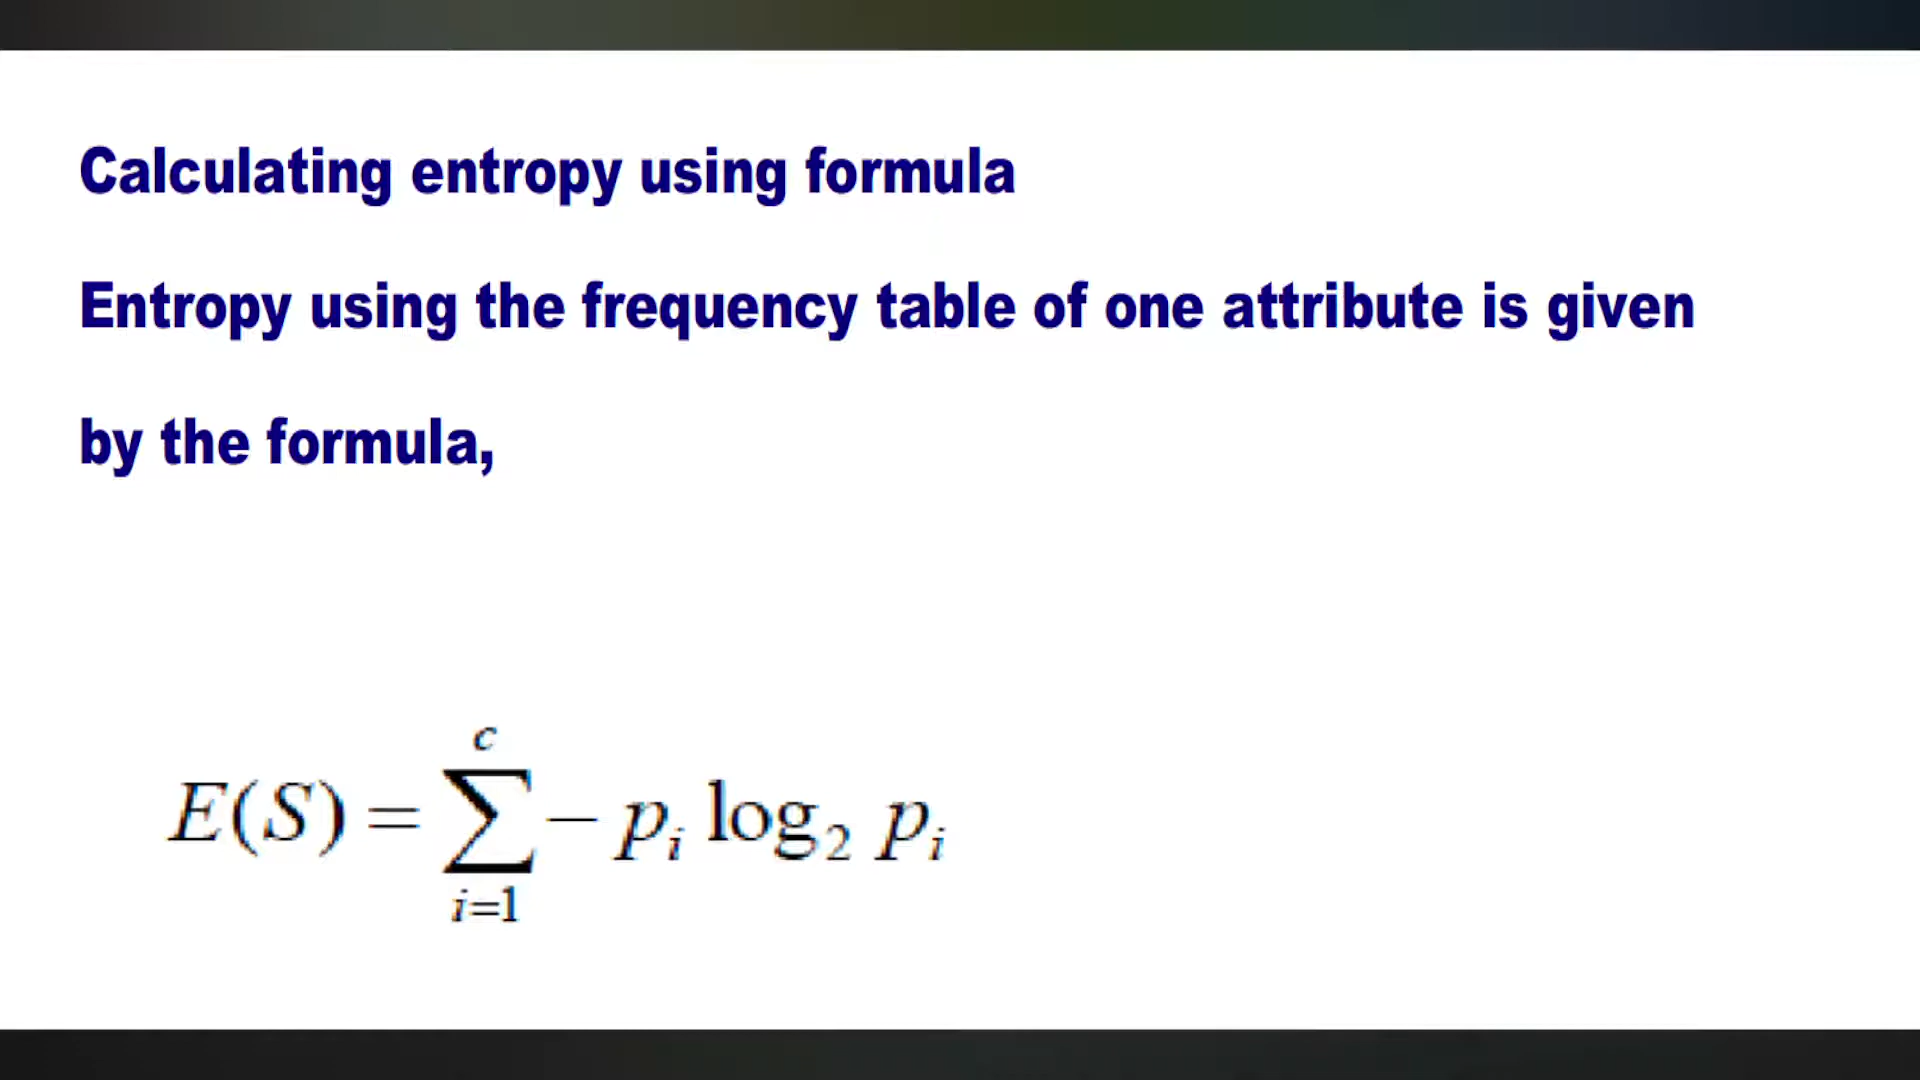 Calculating entropy using formula
Entropy using the frequency table of one attribute is given
by the formula,
E(S) = ∑_{i=1}^{c} − p_i log_2 p_i